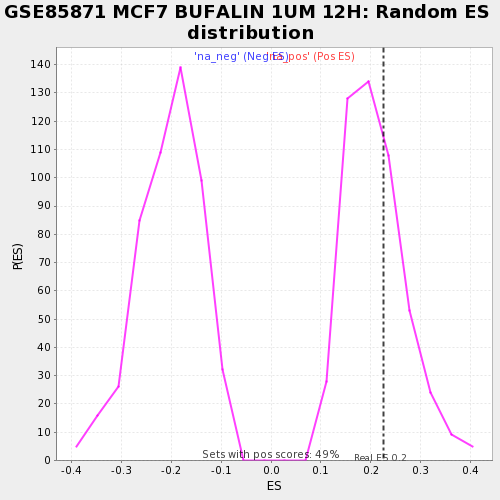 GSE85871 MCF7 BUFALIN 1UM 12H: Random ES
distribution
'na_neg' (Neg ES)
'na_pos' (Pos ES)
140
130
120
110
100
90
80
70
60
50
40
30
20
10
0
P(ES)
Sets with pos scores: 49%
Real ES 0.2
-0.4 -0.3 -0.2 -0.1 0.0 0.1 0.2 0.3 0.4
ES